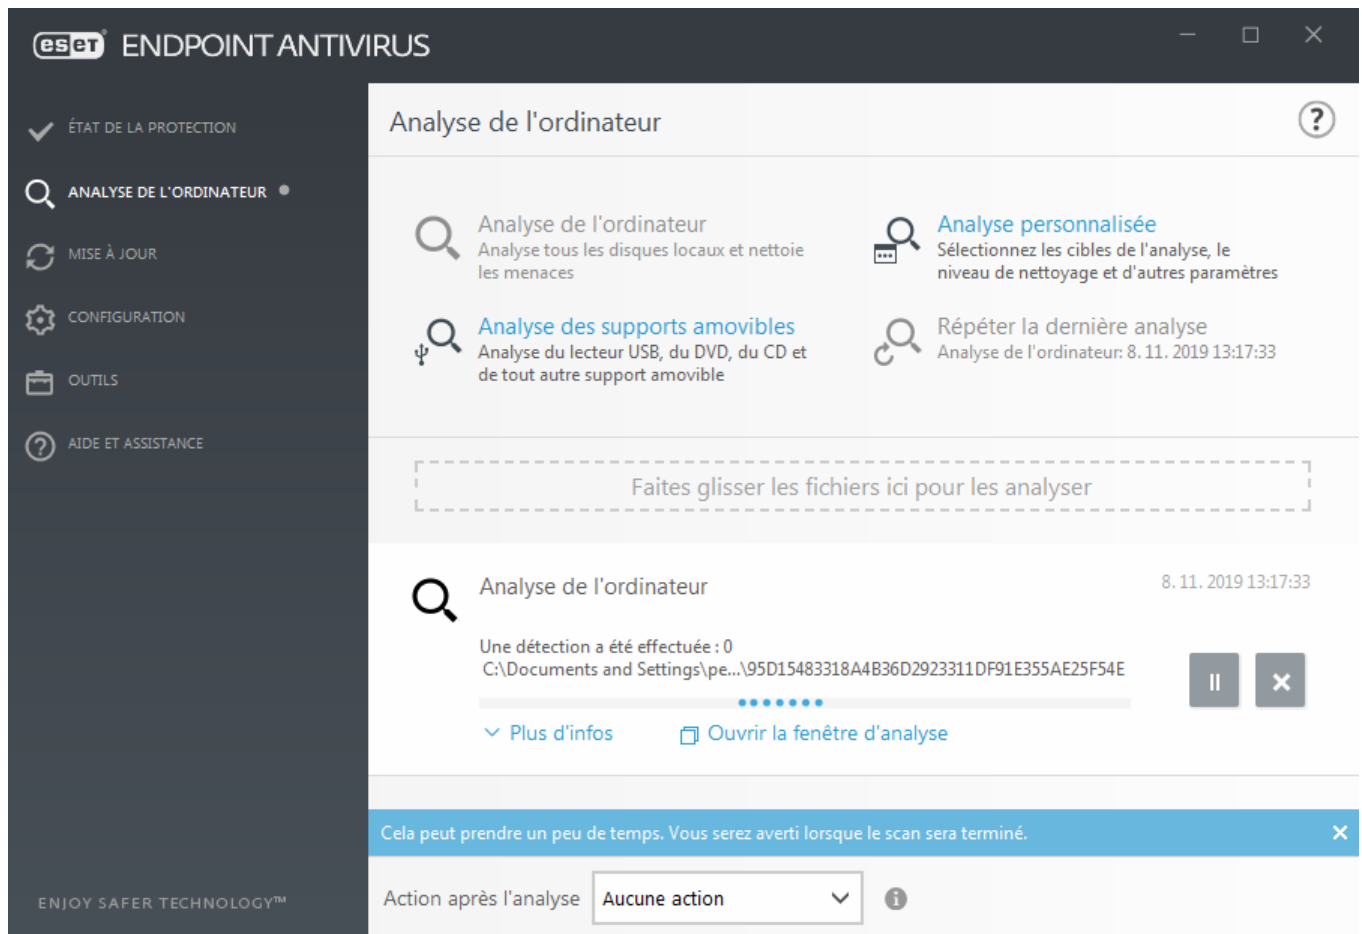 eset ENDPOINT ANTIVIRUS
ÉTAT DE LA PROTECTION
ANALYSE DE L'ORDINATEUR
MISE À JOUR
CONFIGURATION
OUTILS
AIDE ET ASSISTANCE
ENJOY SAFER TECHNOLOGY™
Analyse de l'ordinateur
?
Analyse de l'ordinateur
Analyse tous les disques locaux et nettoie
les menaces
Analyse personnalisée
Sélectionnez les cibles de l'analyse, le
niveau de nettoyage et d'autres paramètres
Analyse des supports amovibles
Analyse du lecteur USB, du DVD, du CD et
de tout autre support amovible
Répéter la dernière analyse
Analyse de l'ordinateur: 8. 11. 2019 13:17:33
Faites glisser les fichiers ici pour les analyser
Analyse de l'ordinateur
8. 11. 2019 13:17:33
Une détection a été effectuée : 0
C:\Documents and Settings\pe...\95D15483318A4B36D2923311DF91E355AE25F54E
Plus d'infos
Ouvrir la fenêtre d'analyse
Cela peut prendre un peu de temps. Vous serez averti lorsque le scan sera terminé.
Action après l'analyse
Aucune action